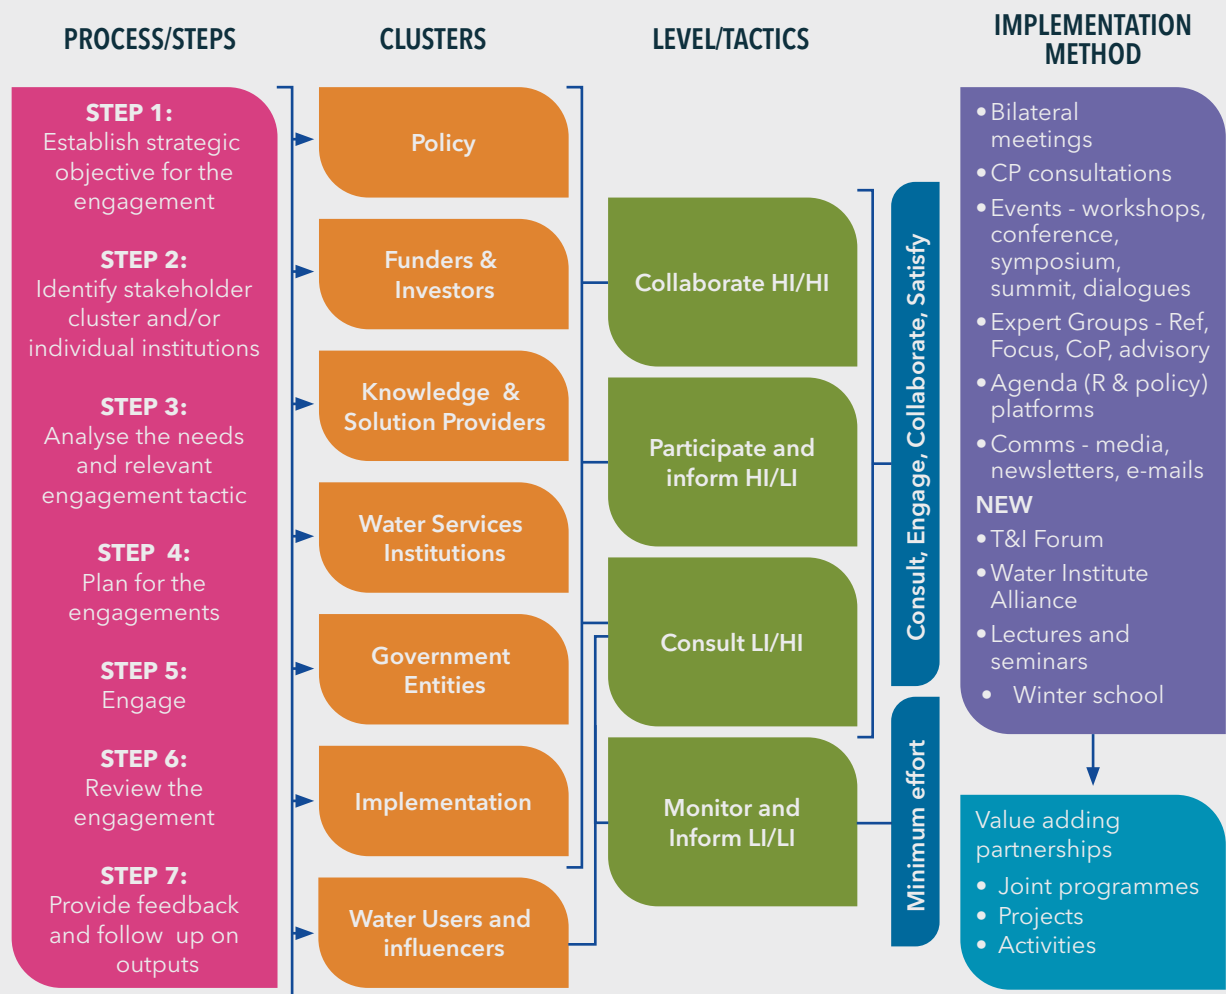 PROCESS/STEPS
STEP 1:
Establish strategic
objective for the
engagement
STEP 2:
Identify stakeholder
cluster and/or
individual institutions
STEP 3:
Analyse the needs
and relevant
engagement tactic
STEP 4:
Plan for the
engagements
STEP 5:
Engage
STEP 6:
Review the
engagement
STEP 7:
Provide feedback
and follow up on
outputs
CLUSTERS
Policy
Funders &
Investors
Knowledge &
Solution Providers
Water Services
Institutions
Government
Entities
Implementation
Water Users and
influencers
LEVEL/TACTICS
Collaborate HI/HI
Participate and
inform HI/LI
Consult LI/HI
Monitor and
Inform LI/LI
Consult, Engage, Collaborate, Satisfy
Minimum effort
IMPLEMENTATION
METHOD
• Bilateral
meetings
• CP consultations
• Events - workshops,
conference,
symposium,
summit, dialogues
• Expert Groups - Ref,
Focus, CoP, advisory
• Agenda (R & policy)
platforms
• Comms - media,
newsletters, e-mails
NEW
• T&I Forum
• Water Institute
Alliance
• Lectures and
seminars
• Winter school
Value adding
partnerships
• Joint programmes
• Projects
• Activities